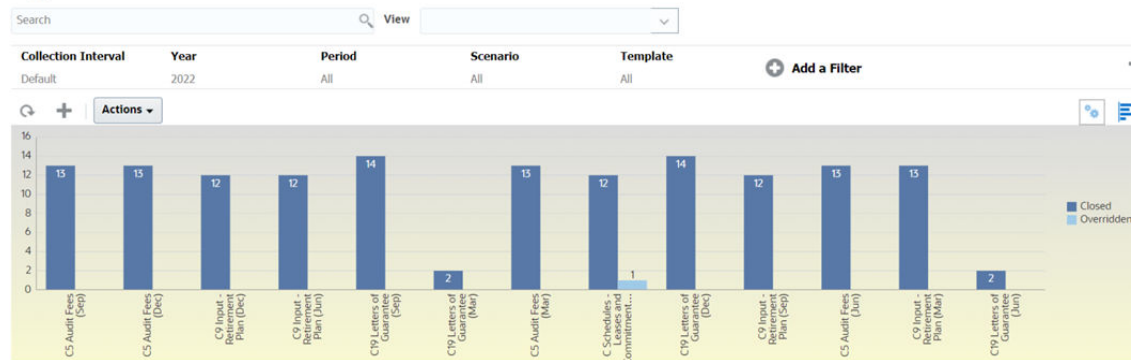 Search
View
Collection Interval Year Period Scenario Template
Add a Filter
Default 2022 All All All
Actions
16
14
12
10
8
6
4
2
0
13 13 12 12 14 2 13 12 1 14 12 13 13 2
Closed
Overridden
C5 Audit Fees
(Sep)
C5 Audit Fees
(Dec)
C9 Input -
Retirement
Plan (Dec)
C9 Input -
Retirement
Plan (Jun)
C19 Letters of
Guarantee
(Sep)
C19 Letters of
Guarantee
(Mar)
C5 Audit Fees
(Mar)
C Schedules -
Leases and
Commitment...
C19 Letters of
Guarantee
(Dec)
C9 Input -
Retirement
Plan (Sep)
C5 Audit Fees
(Jun)
C9 Input -
Retirement
Plan (Mar)
C19 Letters of
Guarantee
(Jun)